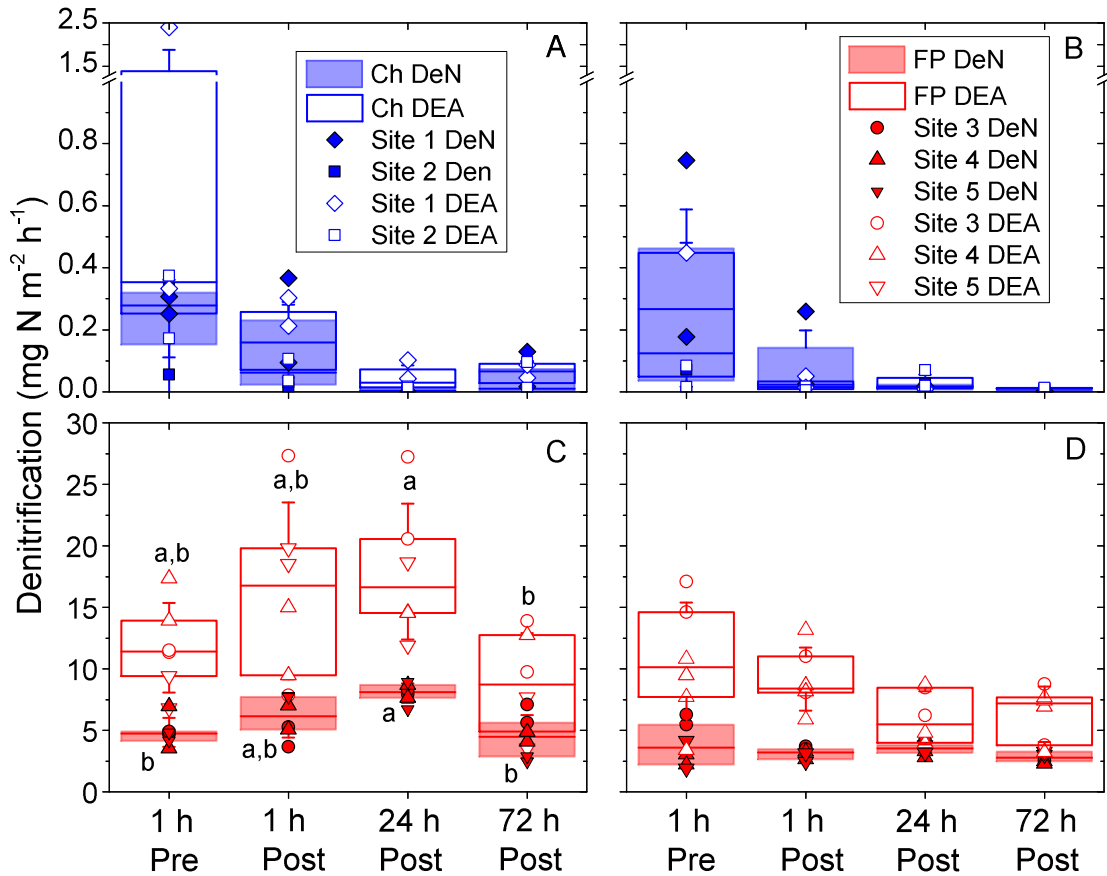 Denitrification (mg N m-2 h-1)
2.5
1.5
0.8
0.6
0.4
0.2
0.0
A
Ch DeN
Ch DEA
Site 1 DeN
Site 2 Den
Site 1 DEA
Site 2 DEA
B
FP DeN
FP DEA
Site 3 DeN
Site 4 DeN
Site 5 DeN
Site 3 DEA
Site 4 DEA
Site 5 DEA
30
25
20
15
10
5
0
C
a,b
a,b
a
b
b
a,b
a
b
D
1 h
Pre
1 h
Post
24 h
Post
72 h
Post
1 h
Pre
1 h
Post
24 h
Post
72 h
Post